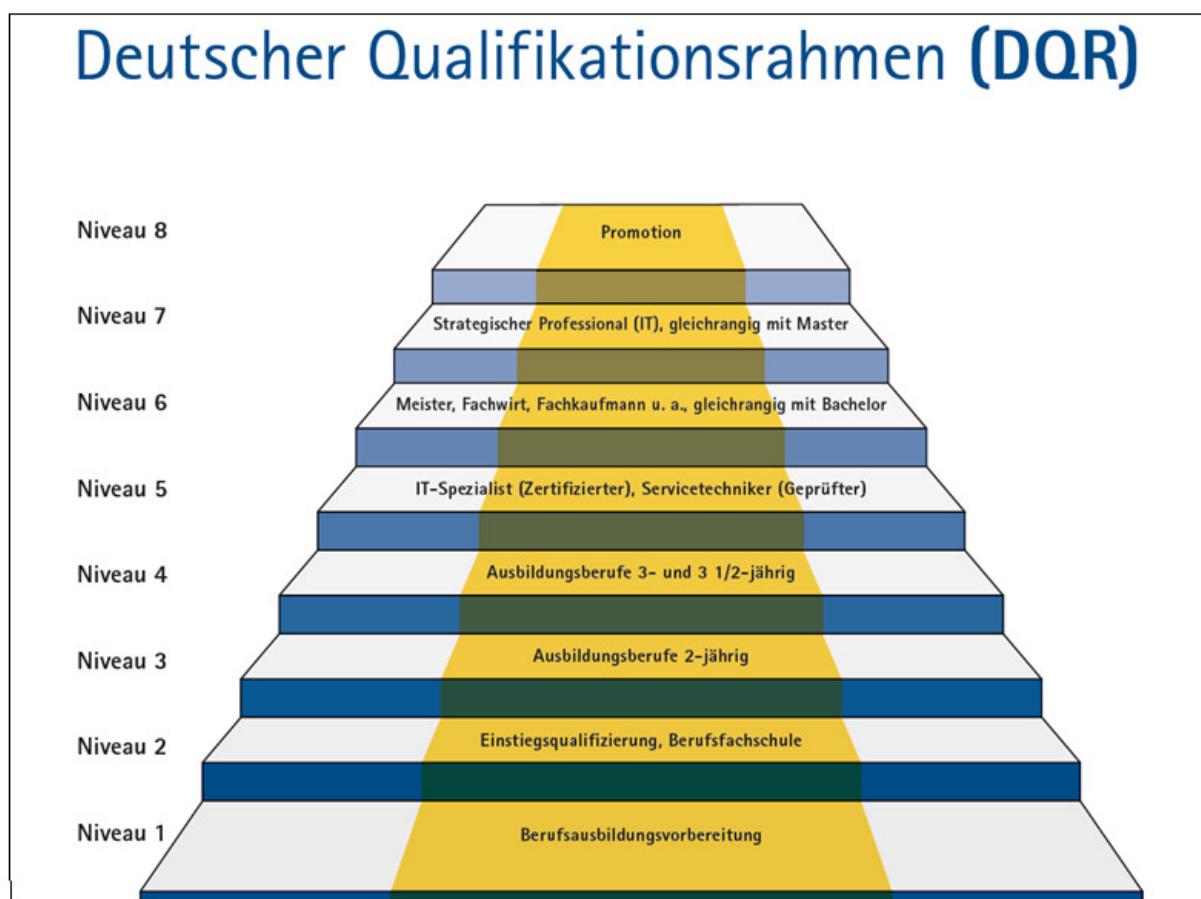 Deutscher Qualifikationsrahmen (DQR)
Niveau 8
Promotion
Niveau 7
Strategischer Professional (IT), gleichrangig mit Master
Niveau 6
Meister, Fachwirt, Fachkaufmann u. a., gleichrangig mit Bachelor
Niveau 5
IT-Spezialist (Zertifizierter), Servicetechniker (Geprüfter)
Niveau 4
Ausbildungsberufe 3- und 3 1/2-jährig
Niveau 3
Ausbildungsberufe 2-jährig
Niveau 2
Einstiegsqualifizierung, Berufsfachschule
Niveau 1
Berufsausbildungsvorbereitung